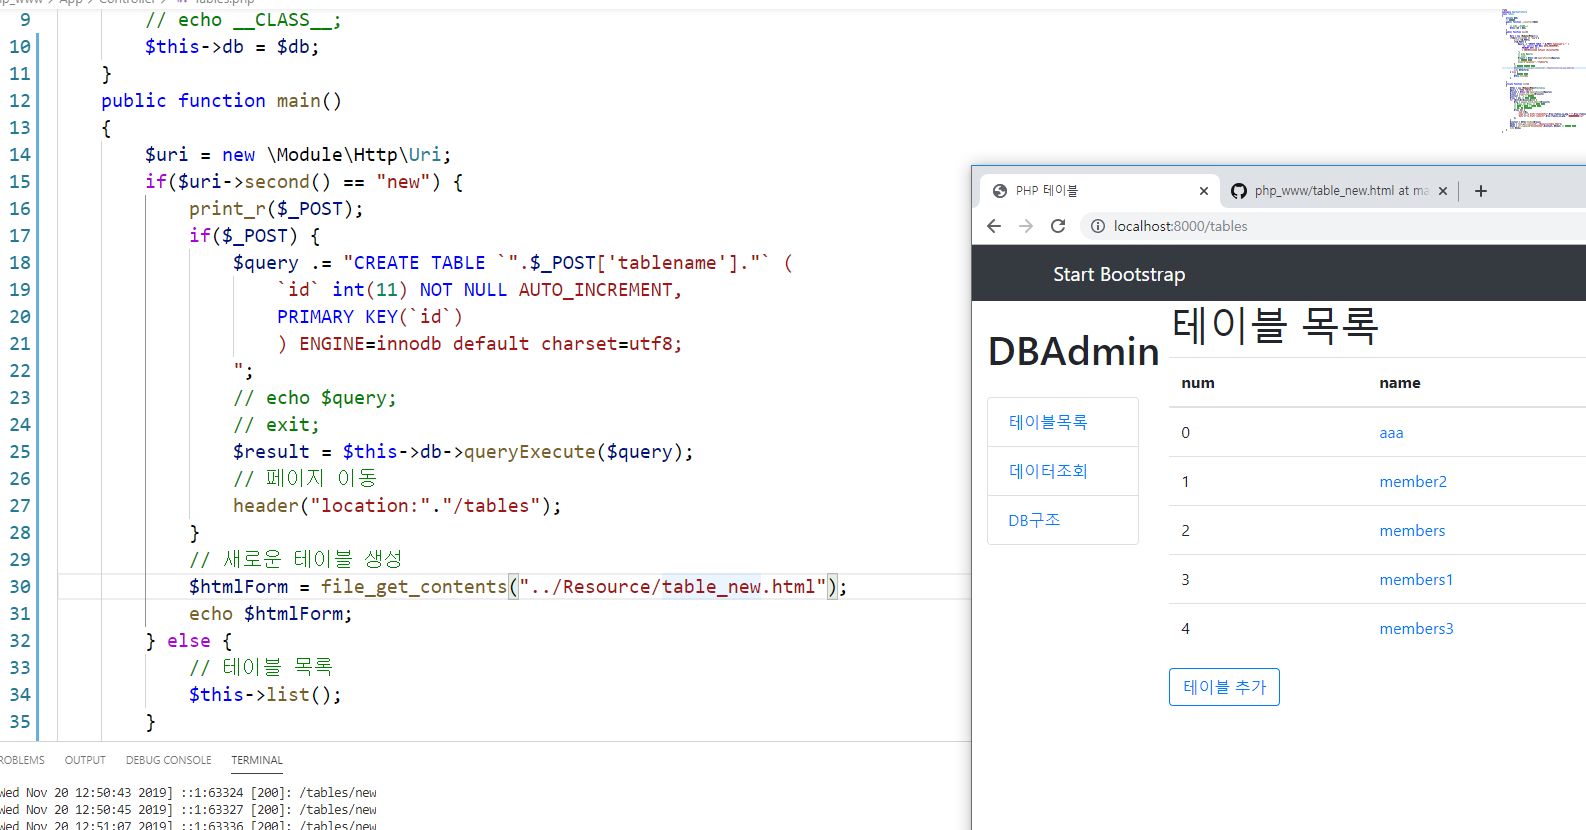 php_www > App > Controller > Tables.php
9 // echo __CLASS__;
10 $this->db = $db;
11 }
12 public function main()
13 {
14 $uri = new \Module\Http\Uri;
15 if($uri->second() == "new") {
16 print_r($_POST);
17 if($_POST) {
18 $query .= "CREATE TABLE `".$_POST['tablename']."` (
19 `id` int(11) NOT NULL AUTO_INCREMENT,
20 PRIMARY KEY(`id`)
21 ) ENGINE=innodb default charset=utf8;
22 ";
23 // echo $query;
24 // exit;
25 $result = $this->db->queryExecute($query);
26 // 페이지 이동
27 header("location:"."/tables");
28 }
29 // 새로운 테이블 생성
30 $htmlForm = file_get_contents("../Resource/table_new.html");
31 echo $htmlForm;
32 } else {
33 // 테이블 목록
34 $this->list();
35 }
ROBLEMS OUTPUT DEBUG CONSOLE TERMINAL
Wed Nov 20 12:50:43 2019] ::1:63324 [200]: /tables/new
Wed Nov 20 12:50:45 2019] ::1:63327 [200]: /tables/new
Wed Nov 20 12:51:07 2019] ::1:63336 [200]: /tables/new
PHP 테이블
php_www/table_new.html at ma
localhost:8000/tables
Start Bootstrap
DBAdmin
테이블목록
데이터조회
DB구조
테이블 목록
num name
0 aaa
1 member2
2 members
3 members1
4 members3
테이블 추가